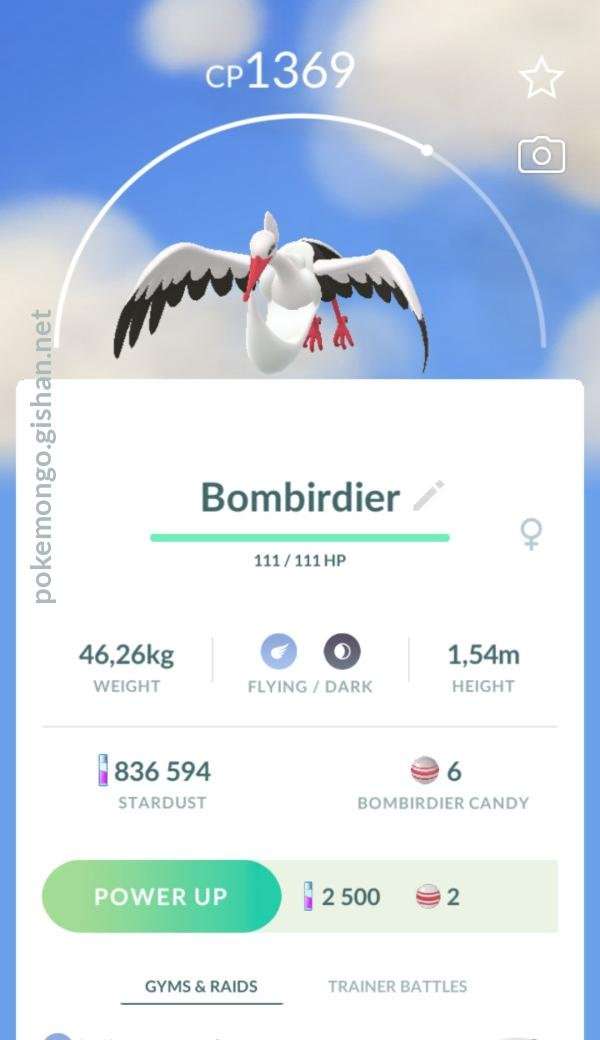 CP1369
pokemongo.gishan.net
Bombirdier
111 / 111 HP
46,26kg
WEIGHT
FLYING / DARK
1,54m
HEIGHT
836 594
STARDUST
6
BOMBIRDIER CANDY
POWER UP
2 500
2
GYMS & RAIDS
TRAINER BATTLES